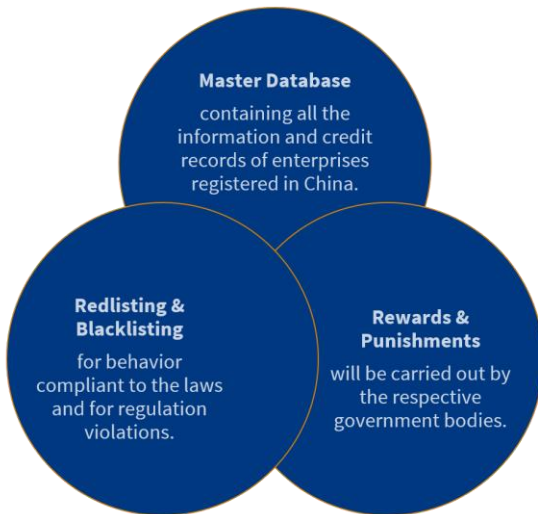 Master Database
containing all the
information and credit
records of enterprises
registered in China.
Redlisting &
Blacklisting
for behavior
compliant to the laws
and for regulation
violations.
Rewards &
Punishments
will be carried out by
the respective
government bodies.